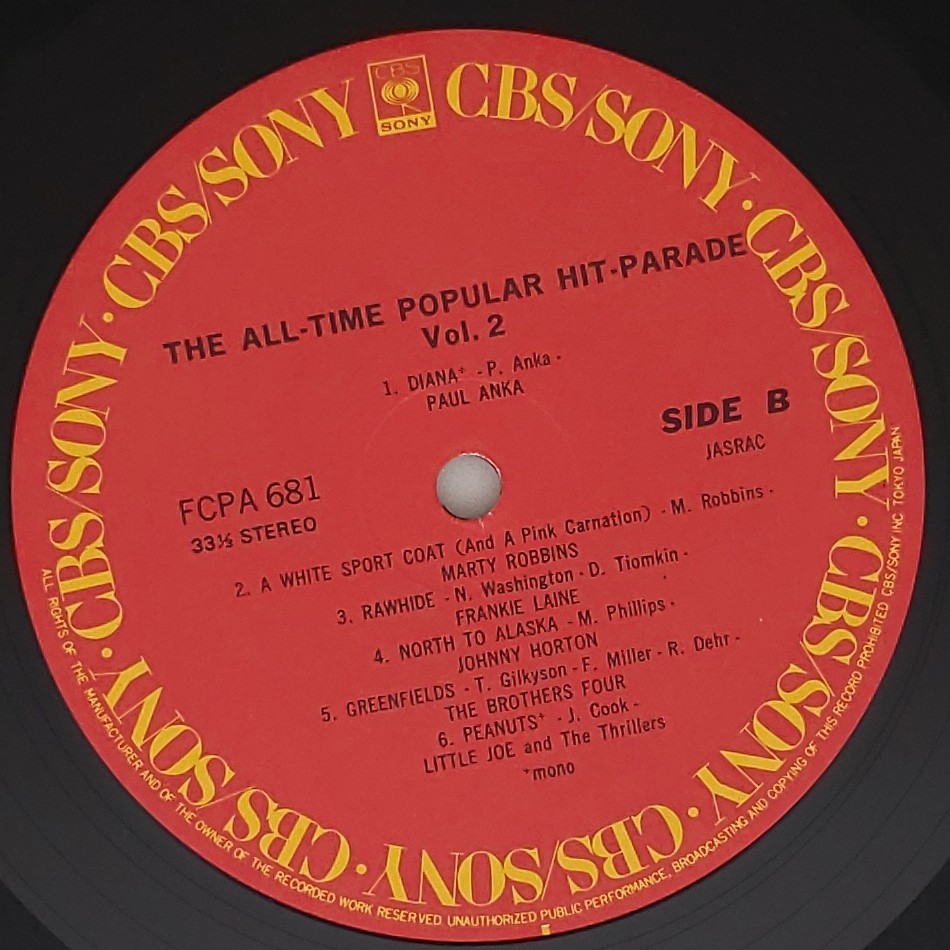 CBS
SONY
CBS/SONY · CBS/SONY · CBS/SONY · CBS/SONY · CBS/SONY · CBS/SONY · CBS/SONY · CBS/SONY
THE ALL-TIME POPULAR HIT-PARADE
Vol. 2
1. DIANA⁺ - P. Anka -
PAUL ANKA
SIDE B
JASRAC
FCPA 681
33⅓ STEREO
2. A WHITE SPORT COAT (And A Pink Carnation) - M. Robbins -
MARTY ROBBINS
3. RAWHIDE - N. Washington - D. Tiomkin -
FRANKIE LAINE
4. NORTH TO ALASKA - M. Phillips -
JOHNNY HORTON
5. GREENFIELDS - T. Gilkyson - F. Miller - R. Dehr -
THE BROTHERS FOUR
6. PEANUTS⁺ - J. Cook -
LITTLE JOE and The Thrillers
⁺mono
ALL RIGHTS OF THE MANUFACTURER AND OF THE OWNER OF THE RECORDED WORK RESERVED. UNAUTHORIZED PUBLIC PERFORMANCE, BROADCASTING AND COPYING OF THIS RECORD PROHIBITED CBS/SONY INC. TOKYO JAPAN